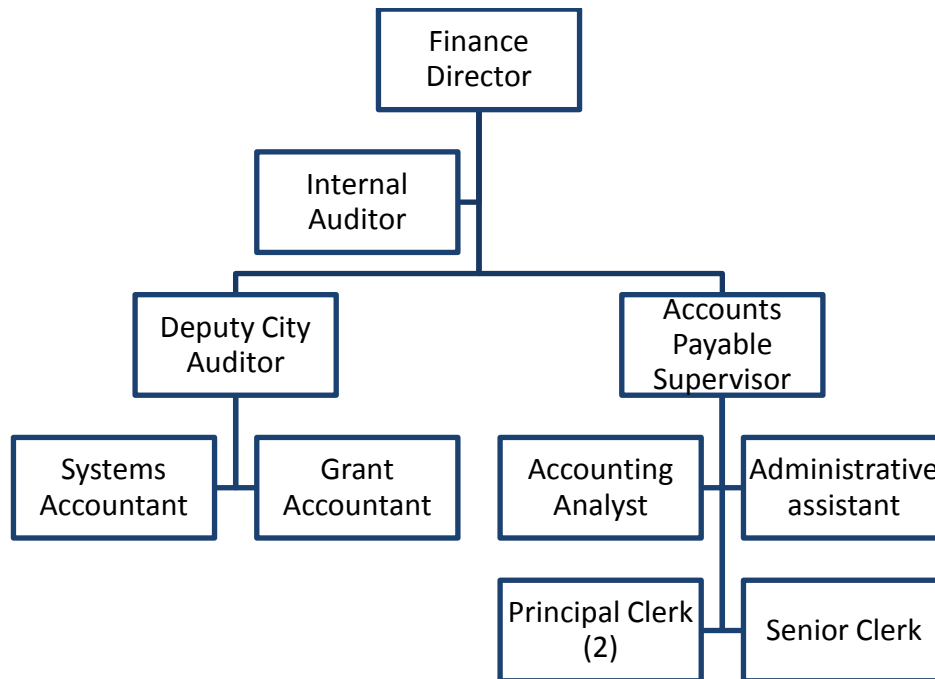 Finance
Director
Internal
Auditor
Deputy City
Auditor
Accounts
Payable
Supervisor
Systems
Accountant
Grant
Accountant
Accounting
Analyst
Administrative
assistant
Principal Clerk
(2)
Senior Clerk